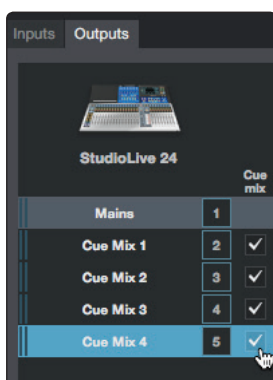 Inputs Outputs
StudioLive 24
Cue
mix
Mains 1
Cue Mix 1 2
Cue Mix 2 3
Cue Mix 3 4
Cue Mix 4 5